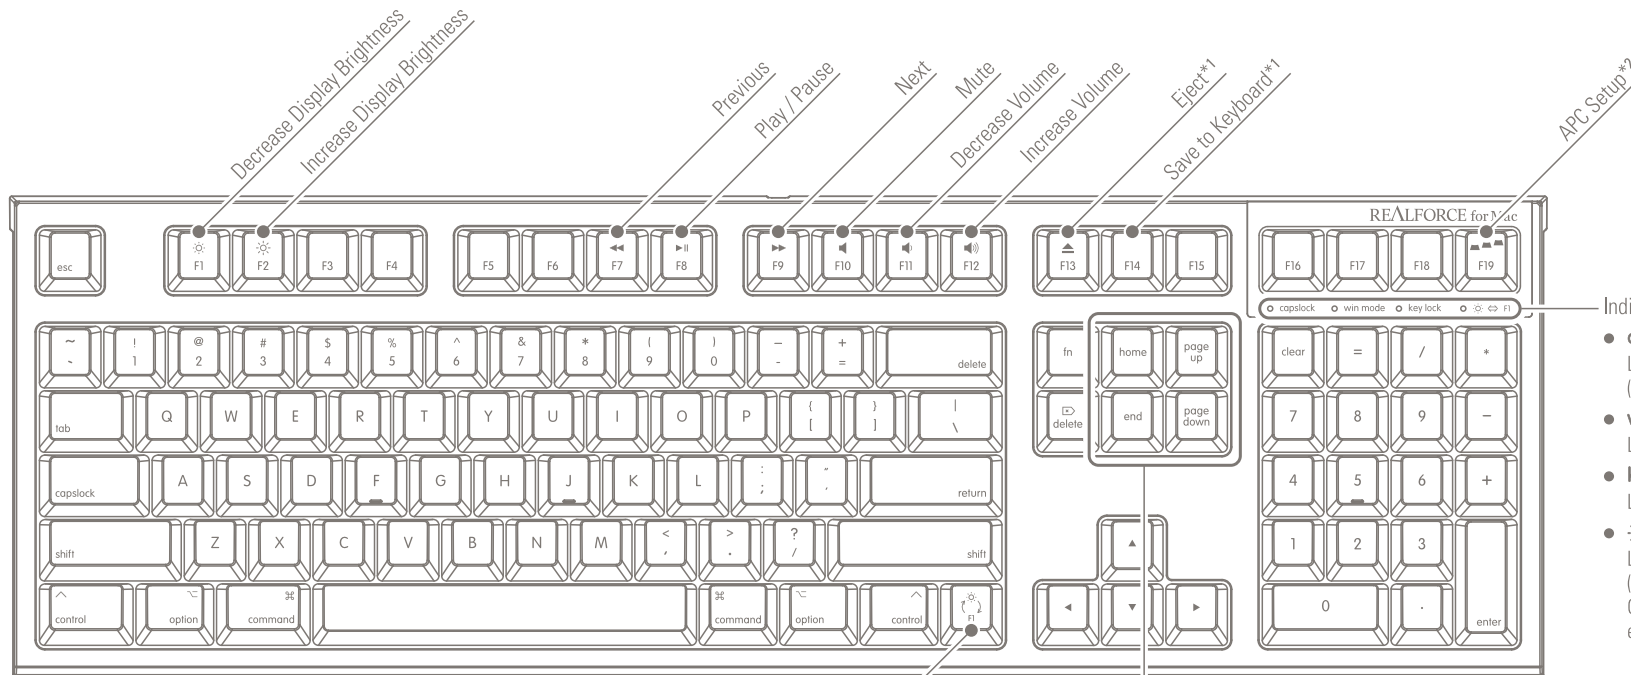 Decrease Display Brightness
Increase Display Brightness
Previous
Play / Pause
Next
Mute
Decrease Volume
Increase Volume
Eject*1
Save to Keyboard*1
APC Setup*2
REALFORCE for Mac
esc F1 F2 F3 F4 F5 F6 F7 F8 F9 F10 F11 F12 F13 F14 F15 F16 F17 F18 F19
capslock win mode key lock F1
~ ! @ # $ % ^ & * ( ) – +
` 1 2 3 4 5 6 7 8 9 0 - = delete
fn home page up
clear = / *
tab Q W E R T Y U I O P { [ } ] | \
delete end page down
7 8 9 –
capslock A S D F G H J K L : ; " ' return
4 5 6 +
shift Z X C V B N M < , > . ? / shift
▲
1 2 3
^ control ⌥ option ⌘ command ⌘ command ⌥ option ^ control F1
◀ ▼ ▶
0 . enter